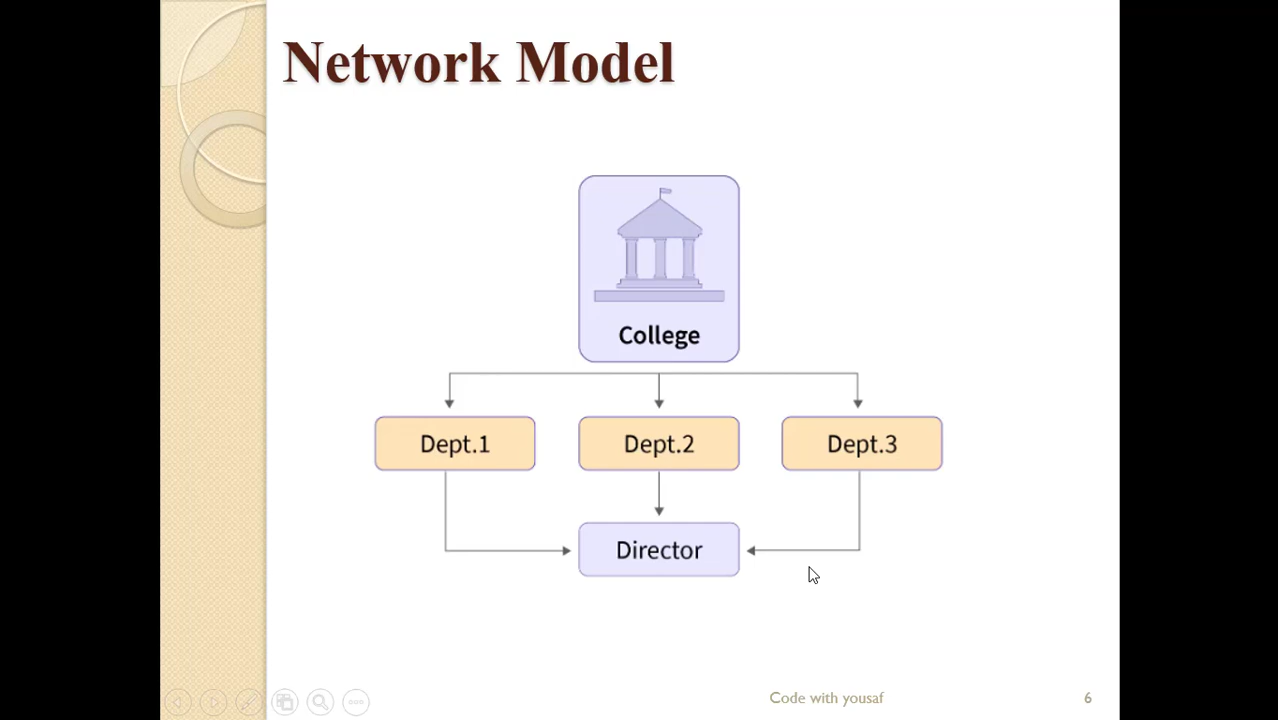 Network Model
College
Dept.1
Dept.2
Dept.3
Director
Code with yousaf
6